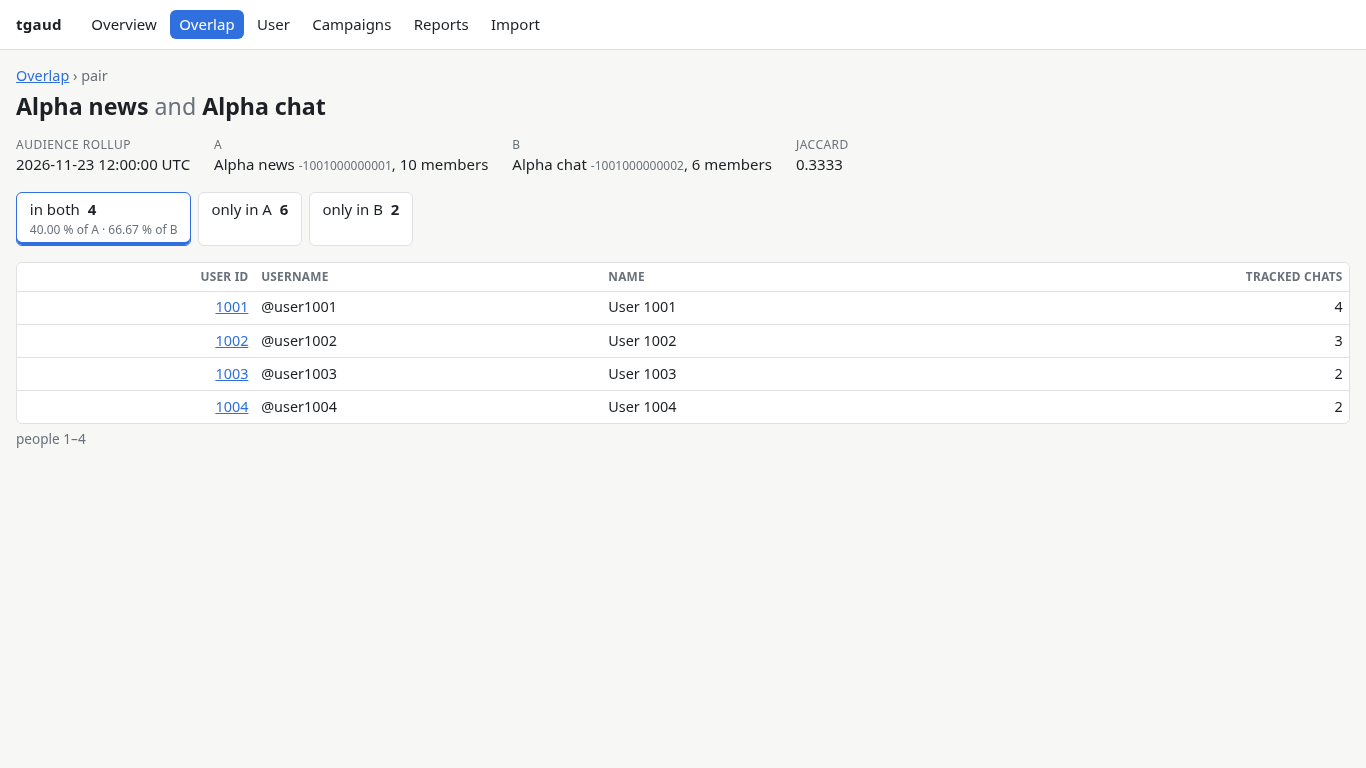 tgaud Overview Overlap User Campaigns Reports Import
Overlap › pair
Alpha news and Alpha chat
AUDIENCE ROLLUP A B JACCARD
2026-11-23 12:00:00 UTC Alpha news -1001000000001, 10 members Alpha chat -1001000000002, 6 members 0.3333
in both 4 only in A 6 only in B 2
40.00 % of A · 66.67 % of B
USER ID USERNAME NAME TRACKED CHATS
1001 @user1001 User 1001 4
1002 @user1002 User 1002 3
1003 @user1003 User 1003 2
1004 @user1004 User 1004 2
people 1–4